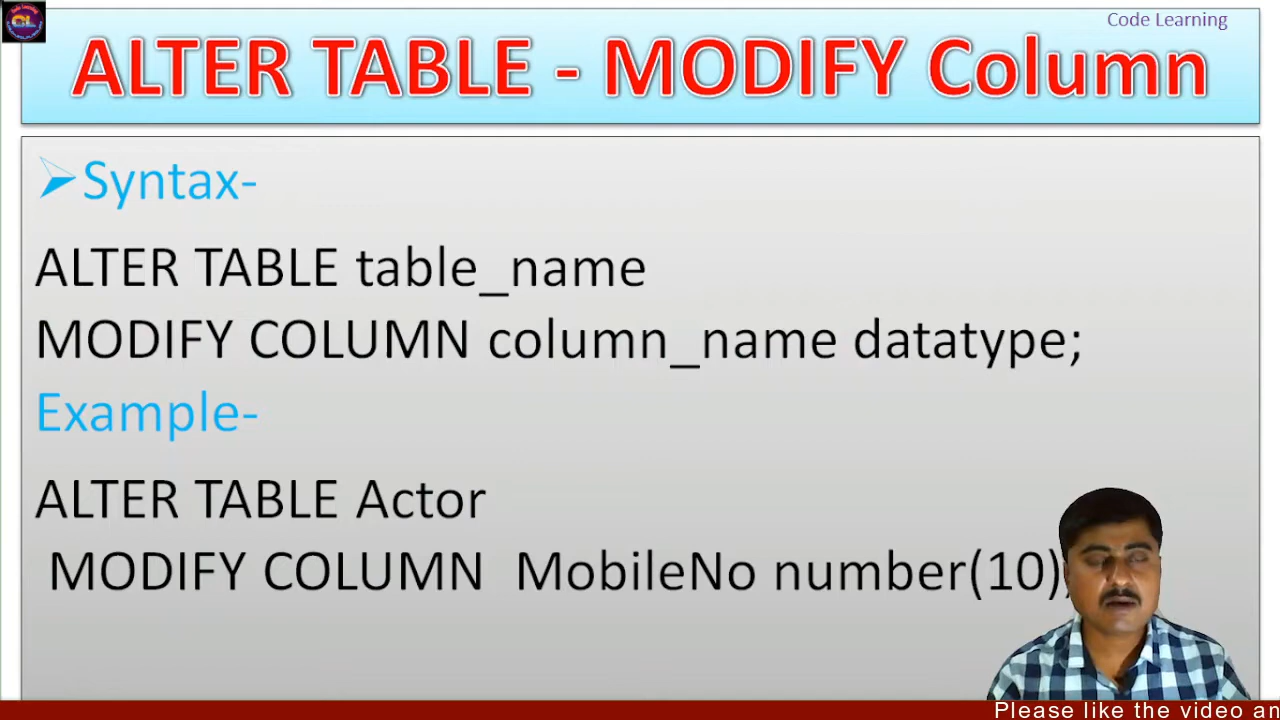 Code Learning
ALTER TABLE - MODIFY Column
Syntax-
ALTER TABLE table_name
MODIFY COLUMN column_name datatype;
Example-
ALTER TABLE Actor
MODIFY COLUMN MobileNo number(10);
Please like the video an